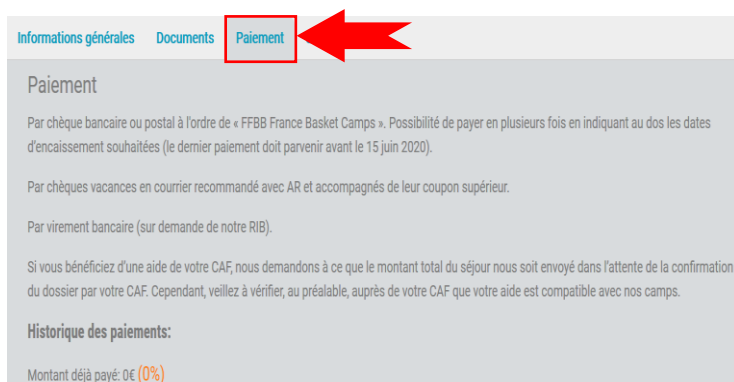 Informations générales Documents Paiement
Paiement
Par chèque bancaire ou postal à l'ordre de « FFBB France Basket Camps ». Possibilité de payer en plusieurs fois en indiquant au dos les dates
d'encaissement souhaitées (le dernier paiement doit parvenir avant le 15 juin 2020).
Par chèques vacances en courrier recommandé avec AR et accompagnés de leur coupon supérieur.
Par virement bancaire (sur demande de notre RIB).
Si vous bénéficiez d'une aide de votre CAF, nous demandons à ce que le montant total du séjour nous soit envoyé dans l'attente de la confirmation
du dossier par votre CAF. Cependant, veillez à vérifier, au préalable, auprès de votre CAF que votre aide est compatible avec nos camps.
Historique des paiements:
Montant déjà payé: 0€ (0%)